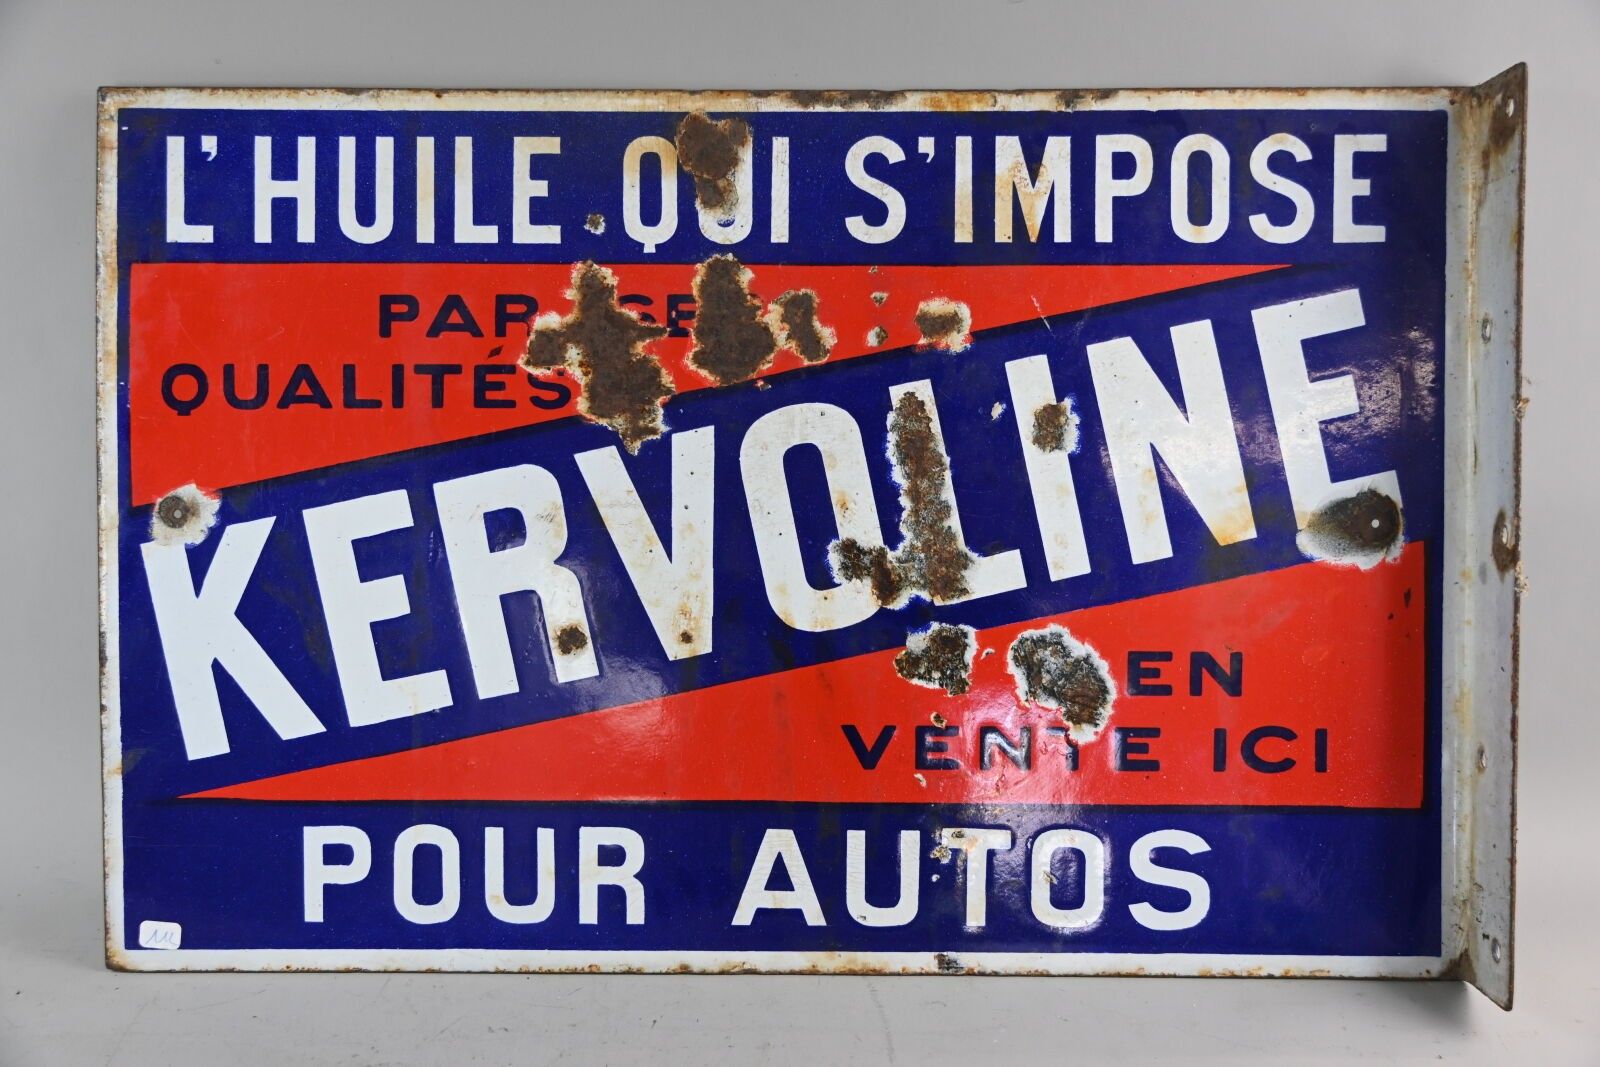 L'HUILE QUI S'IMPOSE
PAR SES
QUALITÉS
KERVOLINE
EN
VENTE ICI
POUR AUTOS